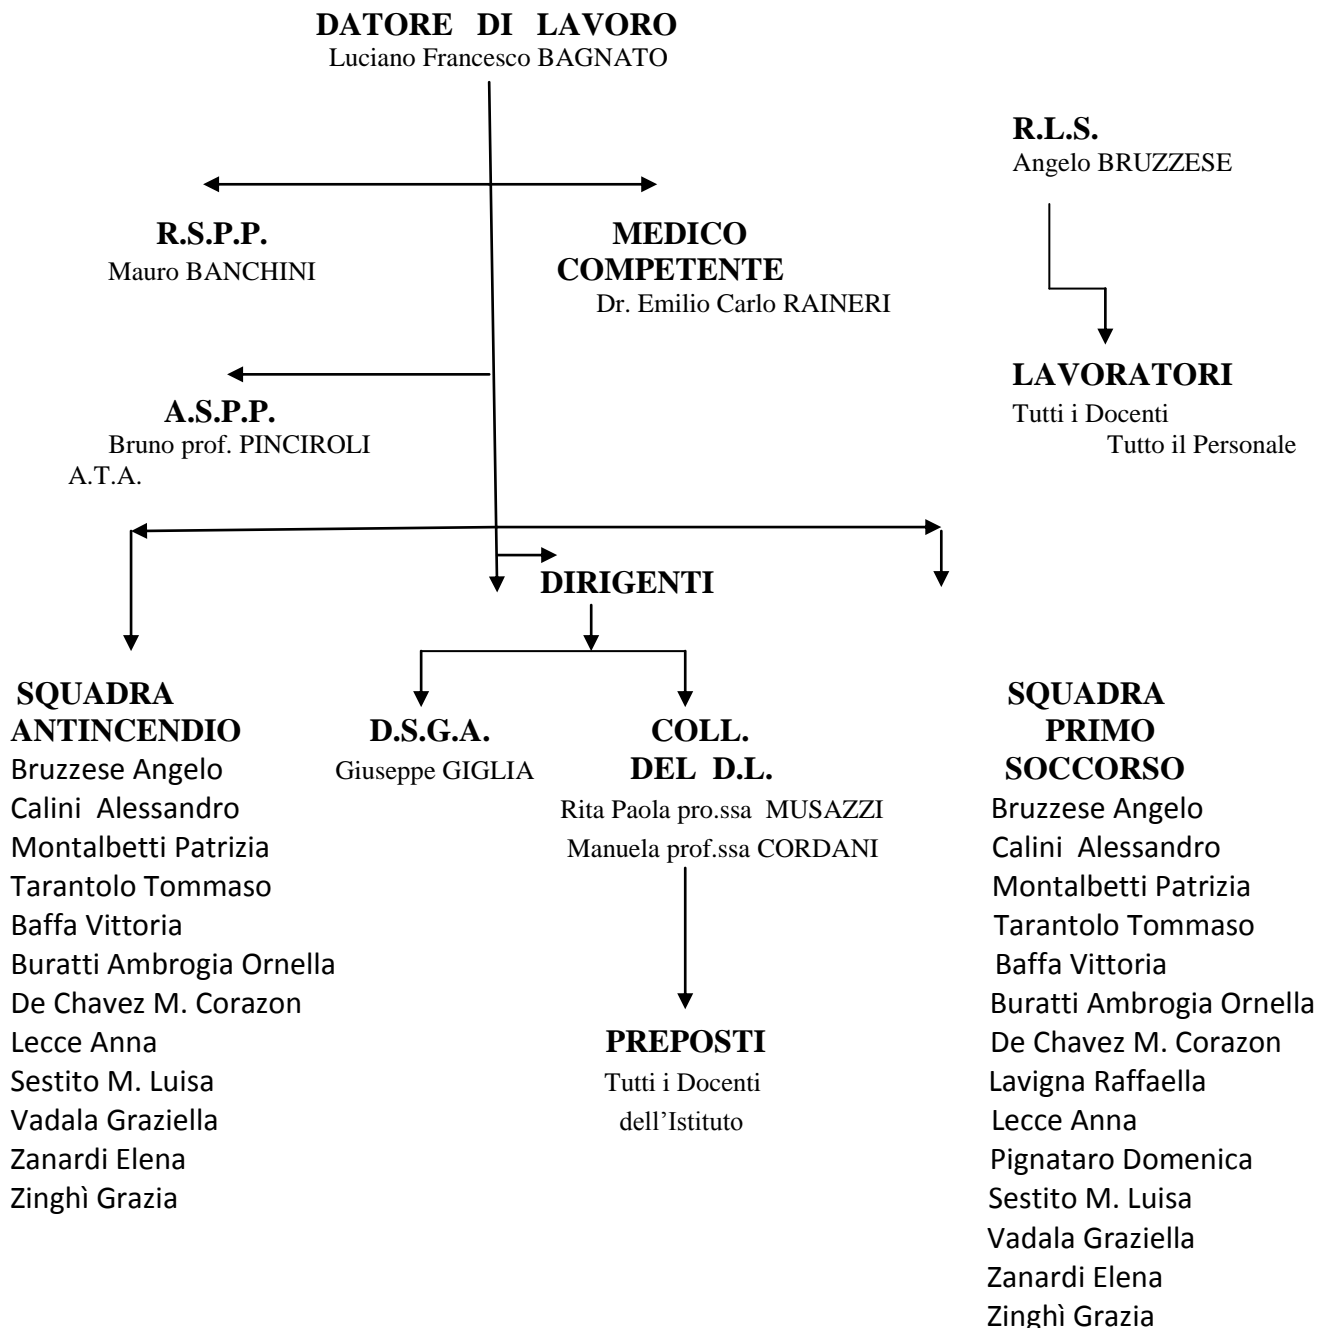 DATORE DI LAVORO
Luciano Francesco BAGNATO
R.L.S.
Angelo BRUZZESE
R.S.P.P.
Mauro BANCHINI
MEDICO
COMPETENTE
Dr. Emilio Carlo RAINERI
LAVORATORI
Tutti i Docenti
Tutto il Personale
A.S.P.P.
Bruno prof. PINCIROLI
A.T.A.
DIRIGENTI
SQUADRA
ANTINCENDIO
Bruzzese Angelo
Calini Alessandro
Montalbetti Patrizia
Tarantolo Tommaso
Baffa Vittoria
Buratti Ambrogia Ornella
De Chavez M. Corazon
Lecce Anna
Sestito M. Luisa
Vadala Graziella
Zanardi Elena
Zinghì Grazia
D.S.G.A.
Giuseppe GIGLIA
COLL.
DEL D.L.
Rita Paola pro.ssa MUSAZZI
Manuela prof.ssa CORDANI
PREPOSTI
Tutti i Docenti
dell’Istituto
SQUADRA
PRIMO
SOCCORSO
Bruzzese Angelo
Calini Alessandro
Montalbetti Patrizia
Tarantolo Tommaso
Baffa Vittoria
Buratti Ambrogia Ornella
De Chavez M. Corazon
Lavigna Raffaella
Lecce Anna
Pignataro Domenica
Sestito M. Luisa
Vadala Graziella
Zanardi Elena
Zinghì Grazia